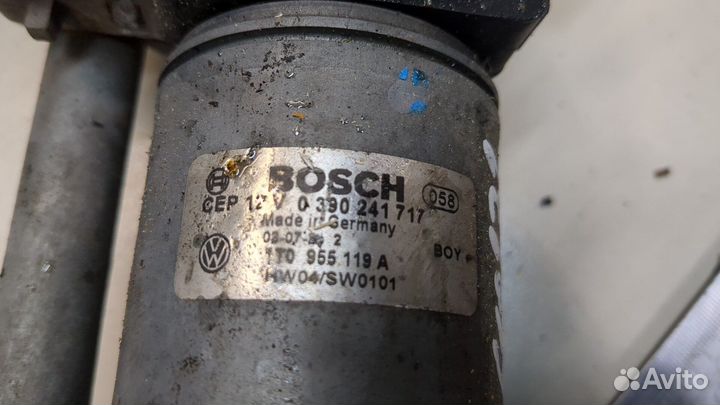 BOSCH
CEP 12 V 0 390 241 717 058
Made in Germany
BOY
1T0 955 119 A
HW04/SW0101
Avito